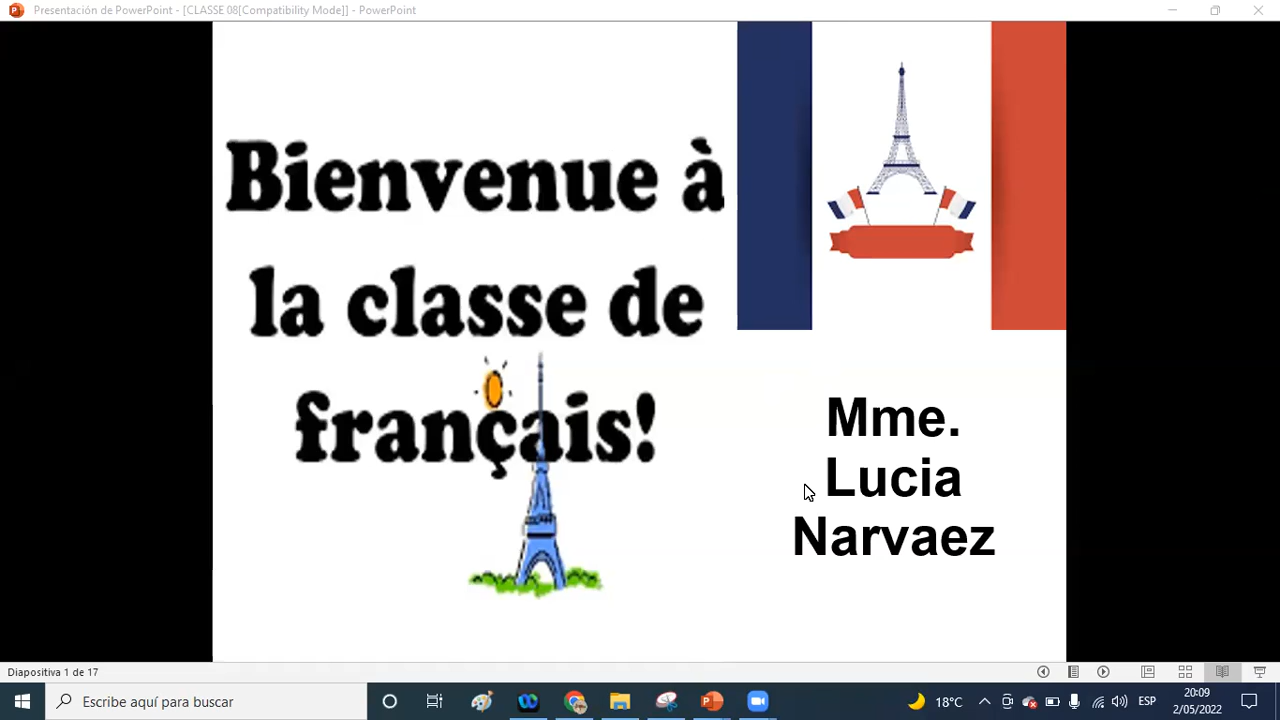 Presentación de PowerPoint - [CLASSE 08[Compatibility Mode]] - PowerPoint
Bienvenue à
la classe de
français!
Mme.
Lucia
Narvaez
Diapositiva 1 de 17
Escribe aquí para buscar
18°C
ESP
20:09
2/05/2022